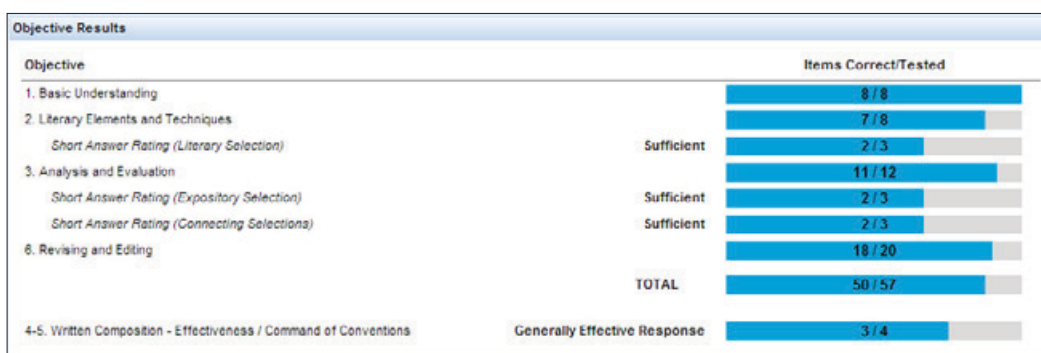 Objective Results
Objective Items Correct/Tested
1. Basic Understanding 8 / 8
2. Literary Elements and Techniques 7 / 8
Short Answer Rating (Literary Selection) Sufficient 2 / 3
3. Analysis and Evaluation 11 / 12
Short Answer Rating (Expository Selection) Sufficient 2 / 3
Short Answer Rating (Connecting Selections) Sufficient 2 / 3
6. Revising and Editing 18 / 20
TOTAL 50 / 57
4-5. Written Composition - Effectiveness / Command of Conventions Generally Effective Response 3 / 4